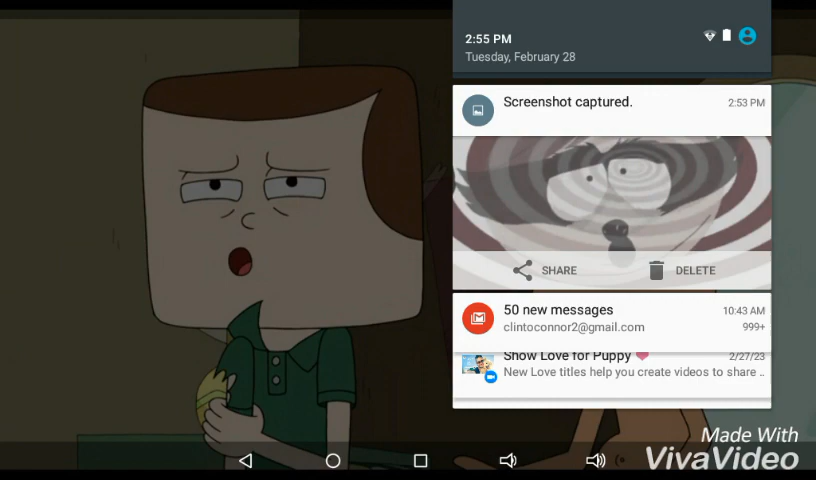 2:55 PM
Tuesday, February 28
Screenshot captured.
2:53 PM
SHARE
DELETE
50 new messages
10:43 AM
clintoconnor2@gmail.com
999+
Show Love for Puppy ❤
2/27/23
New Love titles help you create videos to share ..
Made With
VivaVideo